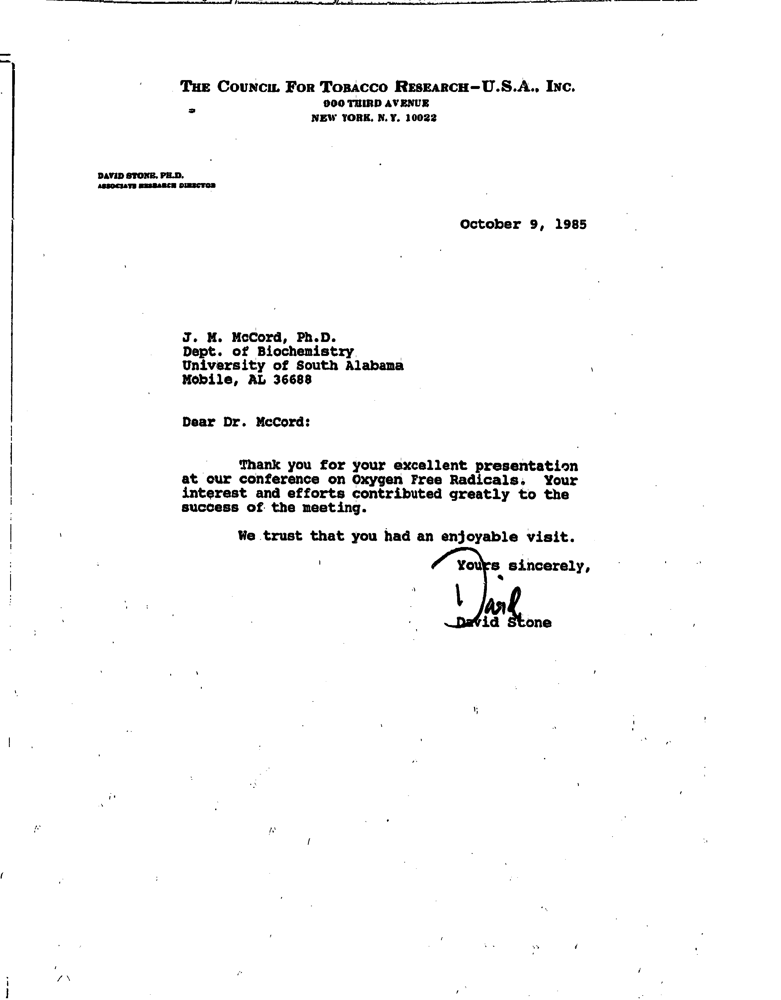 THE COUNCIL FOR TOBACCO RESEARCH-U.S.A., INC.
900 THIRD AVENUE
NEW YORK, N.Y. 10022
DAVID STONE, PH.D.
ASSOCIATE RESEARCH DIRECTOR
October 9, 1985
J. M. McCord, Ph.D.
Dept. of Biochemistry
University of South Alabama
Mobile, AL 36688
Dear Dr. McCord:
Thank you for your excellent presentation
at our conference on Oxygen Free Radicals. Your
interest and efforts contributed greatly to the
success of the meeting.
We trust that you had an enjoyable visit.
Yours sincerely,
David
David Stone